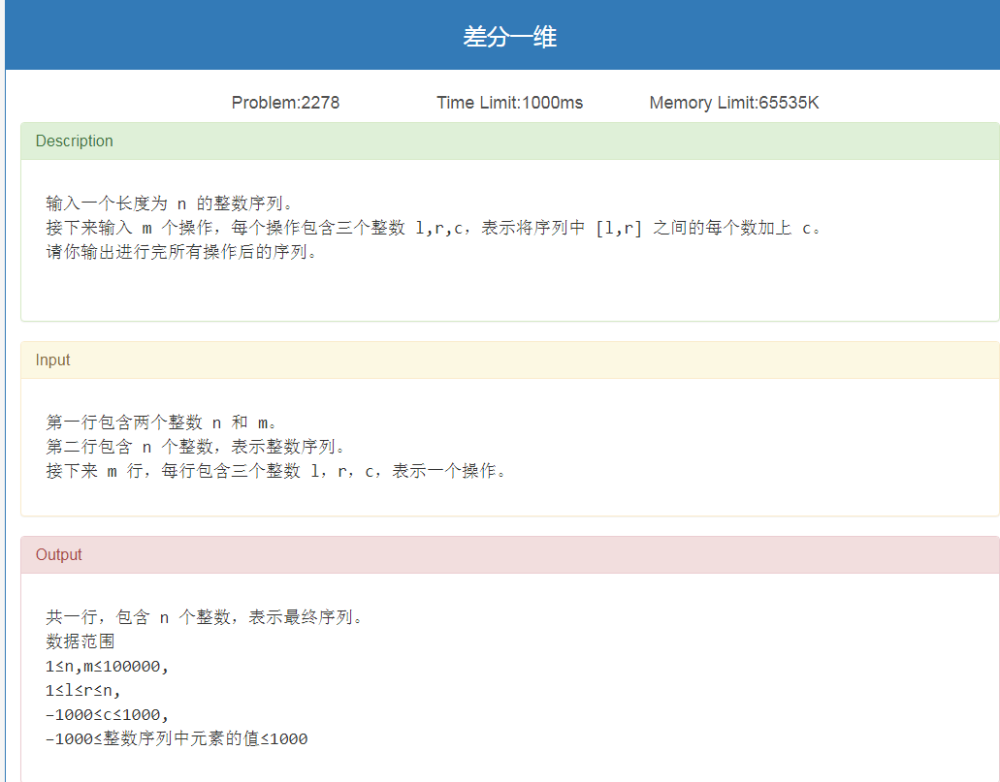 差分一维
Problem:2278 Time Limit:1000ms Memory Limit:65535K
Description
输入一个长度为 n 的整数序列。
接下来输入 m 个操作，每个操作包含三个整数 l,r,c，表示将序列中 [l,r] 之间的每个数加上 c。
请你输出进行完所有操作后的序列。
Input
第一行包含两个整数 n 和 m。
第二行包含 n 个整数，表示整数序列。
接下来 m 行，每行包含三个整数 l，r，c，表示一个操作。
Output
共一行，包含 n 个整数，表示最终序列。
数据范围
1≤n,m≤100000,
1≤l≤r≤n,
−1000≤c≤1000,
−1000≤整数序列中元素的值≤1000